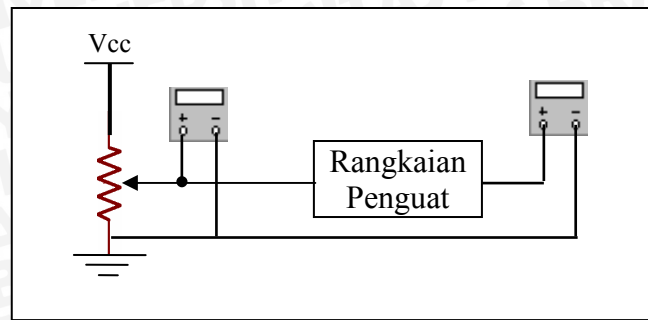 Vcc
+ -
+ -
Rangkaian
Penguat